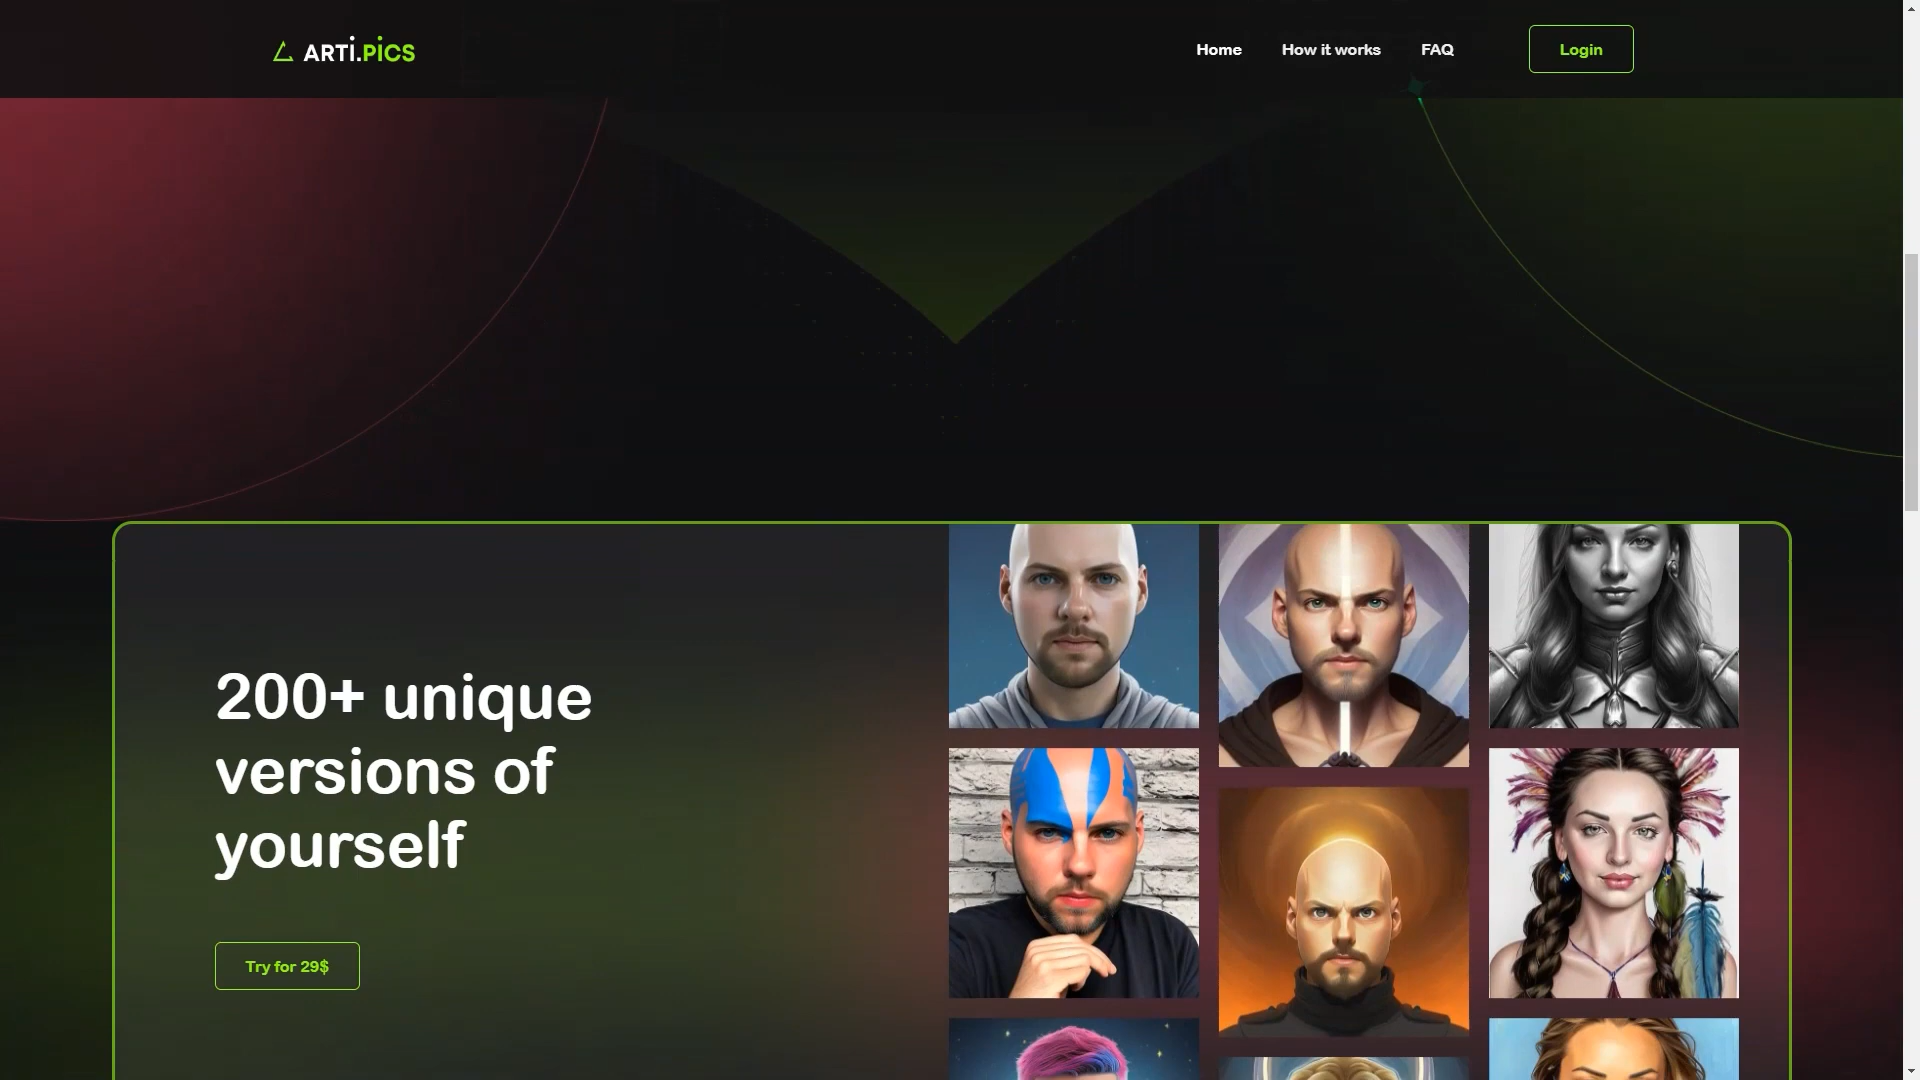 ARTi.PiCS
Home
How it works
FAQ
Login
200+ unique
versions of
yourself
Try for 29$